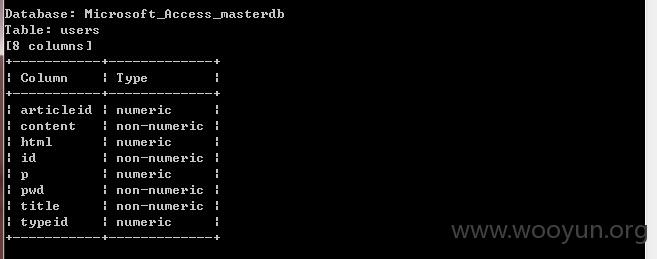 Database: Microsoft_Access_masterdb
Table: users
[8 columns]
+-----------+-------------+
¦ Column    ¦ Type        ¦
+-----------+-------------+
¦ articleid ¦ numeric     ¦
¦ content   ¦ non-numeric ¦
¦ html      ¦ numeric     ¦
¦ id        ¦ non-numeric ¦
¦ p         ¦ numeric     ¦
¦ pwd       ¦ non-numeric ¦
¦ title     ¦ non-numeric ¦
¦ typeid    ¦ numeric     ¦
+-----------+-------------+
www.wooyun.org